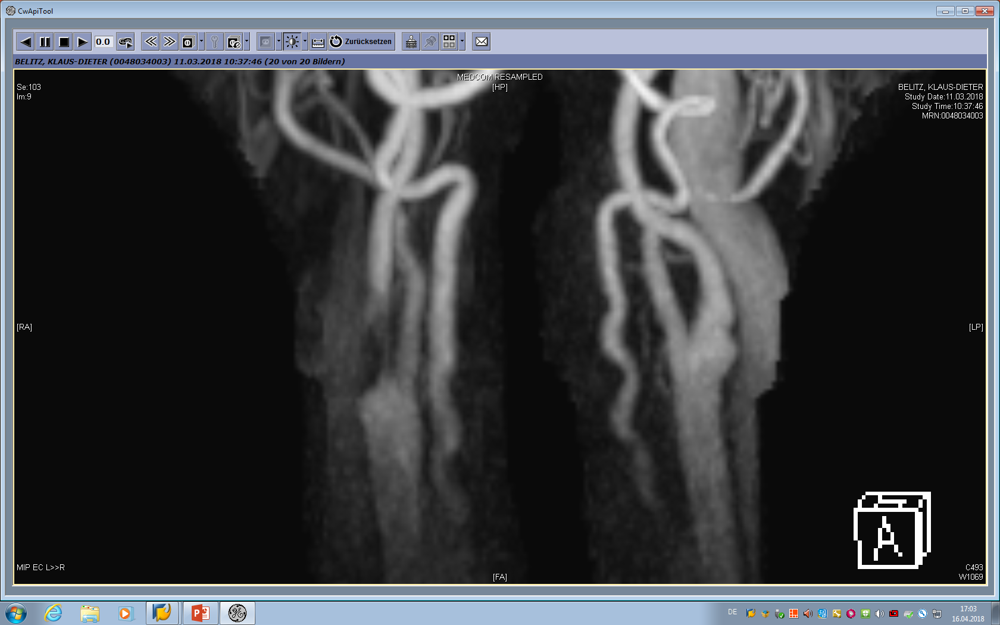 CwApiTool
0.0
Zurücksetzen
BELITZ, KLAUS-DIETER (0048034003) 11.03.2018 10:37:46 (20 von 20 Bildern)
MEDCOM RESAMPLED
[HP]
Se:103
Im:9
BELITZ, KLAUS-DIETER
Study Date:11.03.2018
Study Time:10:37:46
MRN:0048034003
[RA]
[LP]
A
MIP EC L>>R
[FA]
C493
W1069
DE
17:03
16.04.2018